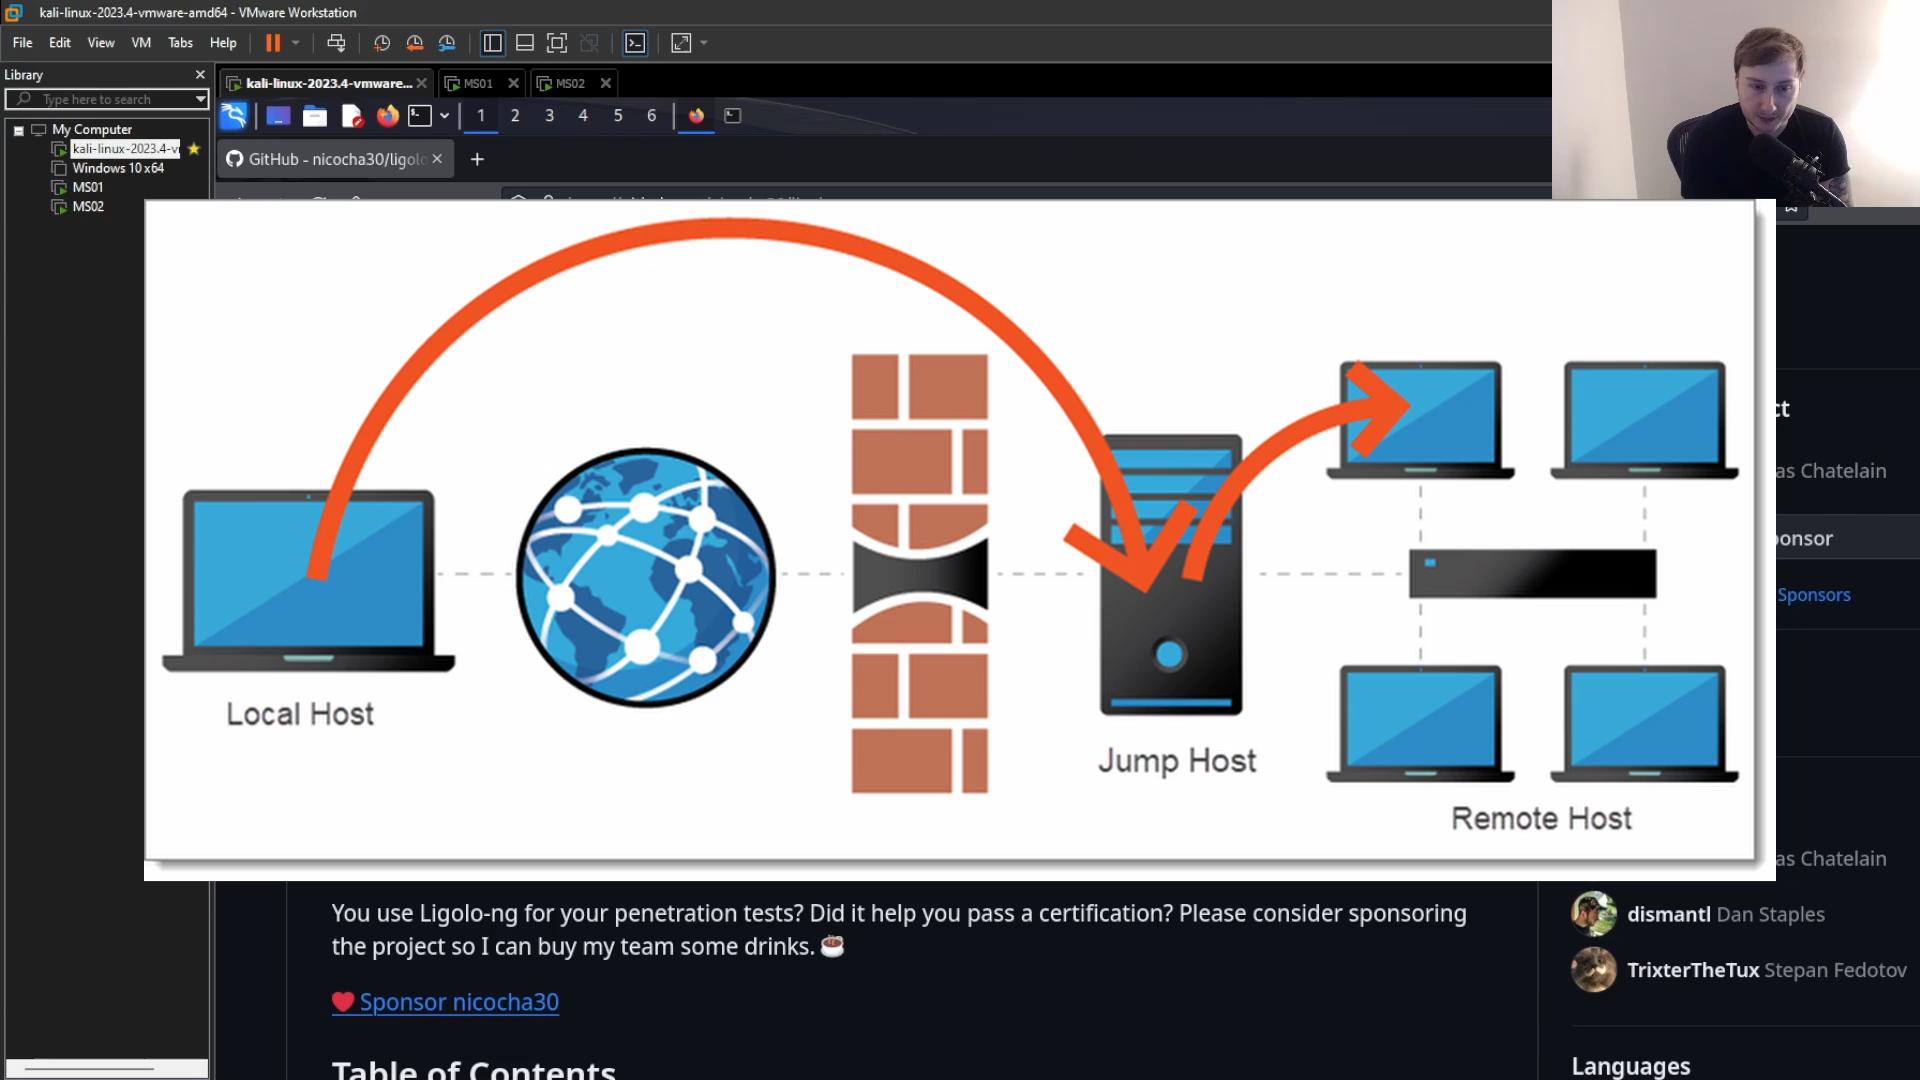 kali-linux-2023.4-vmware-amd64 - VMware Workstation
File Edit View VM Tabs Help
Library
Type here to search
My Computer
kali-linux-2023.4-v
Windows 10 x64
MS01
MS02
kali-linux-2023.4-vmware... MS01 MS02
1 2 3 4 5 6
GitHub - nicocha30/ligolo
Local Host
Jump Host
Remote Host
ct
as Chatelain
onsor
Sponsors
as Chatelain
You use Ligolo-ng for your penetration tests? Did it help you pass a certification? Please consider sponsoring
the project so I can buy my team some drinks.
Sponsor nicocha30
Table of Contents
dismantl Dan Staples
TrixterTheTux Stepan Fedotov
Languages